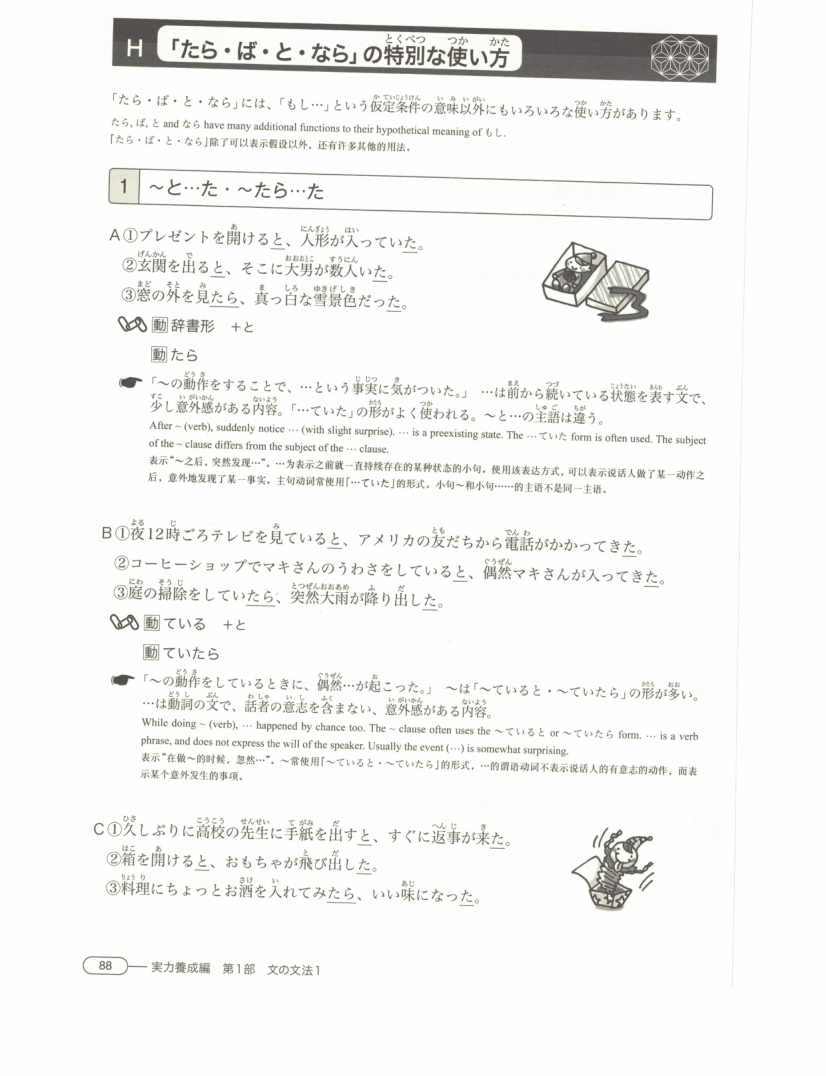 H 「たら・ば・と・なら」の特別な使い方
「たら・ば・と・なら」には、「もし…」という仮定条件の意味以外にもいろいろな使い方があります。
たら, ば, と and なら have many additional functions to their hypothetical meaning of もし.
「たら・ば・と・なら」除了可以表示假设以外，还有许多其他的用法。
1 ～と…た・～たら…た
A①プレゼントを開けると、人形が入っていた。
②玄関を出ると、そこに大男が数人いた。
③窓の外を見たら、真っ白な雪景色だった。
動 辞書形 ＋と
動 たら
「～の動作をすることで、…という事実に気がついた。」 …は前から続いている状態を表す文で、
少し意外感がある内容。「…ていた」の形がよく使われる。～と…の主語は違う。
After ~ (verb), suddenly notice … (with slight surprise). … is a preexisting state. The …ていた form is often used. The subject
of the ~ clause differs from the subject of the … clause.
表示“～之后，突然发现…”，…为表示之前就一直持续存在的某种状态的小句，使用该表达方式，可以表示说话人做了某一动作之
后，意外地发现了某一事实。主句动词常使用「…ていた」的形式，小句～和小句……的主语不是同一主语。
B①夜12時ごろテレビを見ていると、アメリカの友だちから電話がかかってきた。
②コーヒーショップでマキさんのうわさをしていると、偶然マキさんが入ってきた。
③庭の掃除をしていたら、突然大雨が降り出した。
動 ている ＋と
動 ていたら
「～の動作をしているときに、偶然…が起こった。」 ～は「～ていると・～ていたら」の形が多い。
…は動詞の文で、話者の意志を含まない、意外感がある内容。
While doing ~ (verb), … happened by chance too. The ~ clause often uses the ～ていると or ～ていたら form. … is a verb
phrase, and does not express the will of the speaker. Usually the event (…) is somewhat surprising.
表示“在做～的时候，忽然…”。～常使用「～ていると・～ていたら」的形式，…的谓语动词不表示说话人的有意志的动作，而表
示某个意外发生的事项。
C①久しぶりに高校の先生に手紙を出すと、すぐに返事が来た。
②箱を開けると、おもちゃが飛び出した。
③料理にちょっとお酒を入れてみたら、いい味になった。
88 実力養成編 第1部 文の文法1